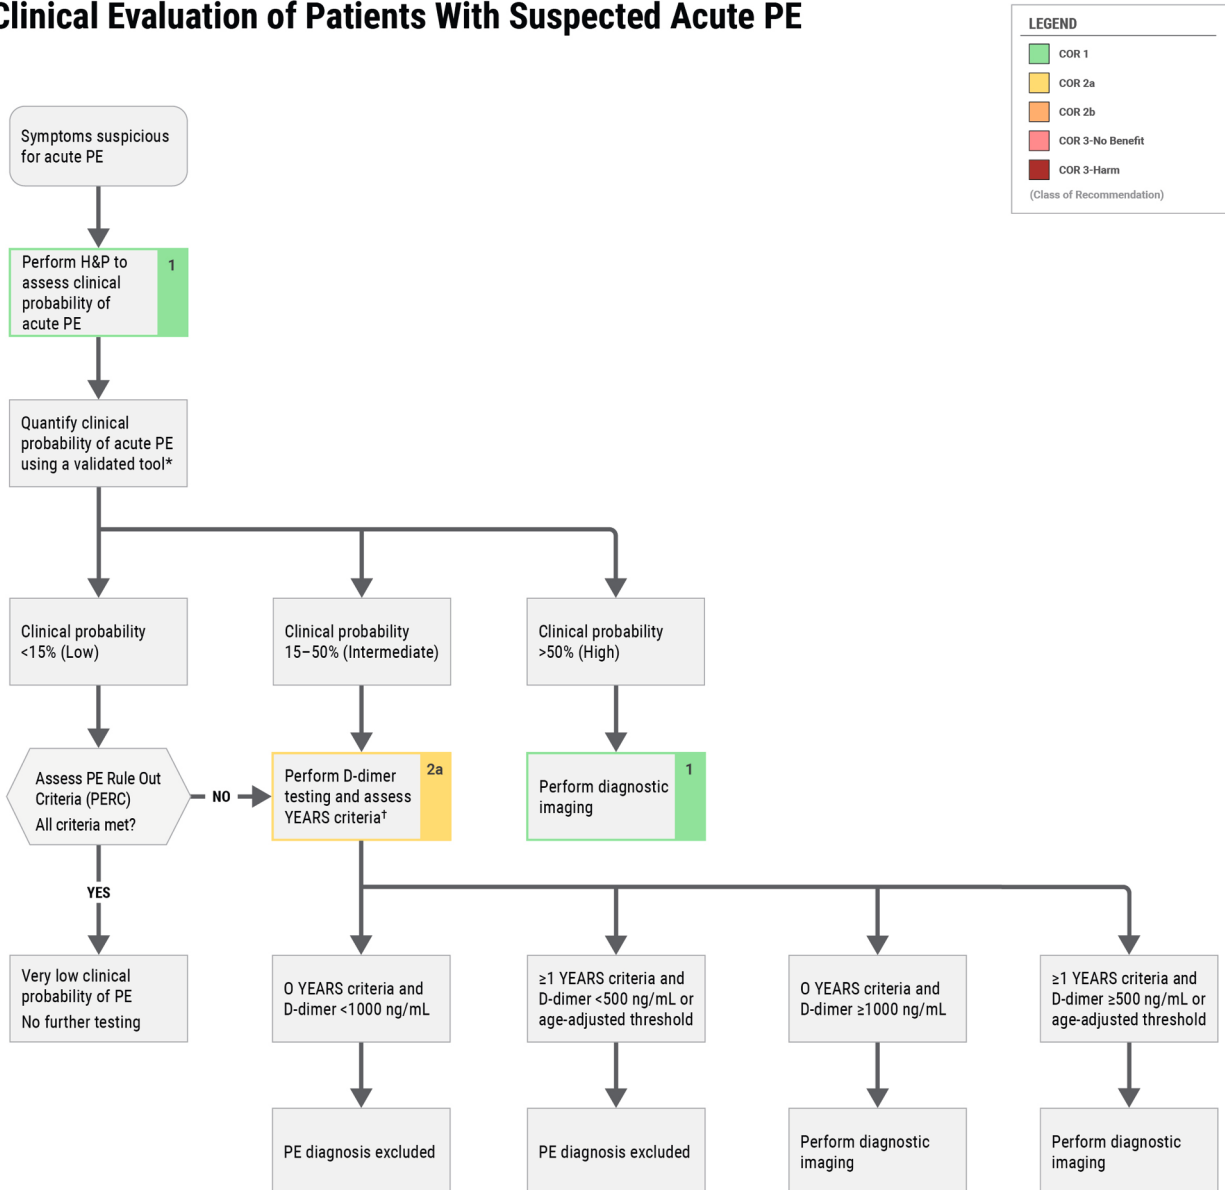 Clinical Evaluation of Patients With Suspected Acute PE
LEGEND
COR 1
COR 2a
COR 2b
COR 3-No Benefit
COR 3-Harm
(Class of Recommendation)
Symptoms suspicious
for acute PE
Perform H&P to
assess clinical
probability of
acute PE
1
Quantify clinical
probability of acute PE
using a validated tool*
Clinical probability
<15% (Low)
Clinical probability
15–50% (Intermediate)
Clinical probability
>50% (High)
Assess PE Rule Out
Criteria (PERC)
All criteria met?
NO
Perform D-dimer
testing and assess
YEARS criteria†
2a
Perform diagnostic
imaging
1
YES
Very low clinical
probability of PE
No further testing
0 YEARS criteria and
D-dimer <1000 ng/mL
≥1 YEARS criteria and
D-dimer <500 ng/mL or
age-adjusted threshold
0 YEARS criteria and
D-dimer ≥1000 ng/mL
≥1 YEARS criteria and
D-dimer ≥500 ng/mL or
age-adjusted threshold
PE diagnosis excluded
PE diagnosis excluded
Perform diagnostic
imaging
Perform diagnostic
imaging